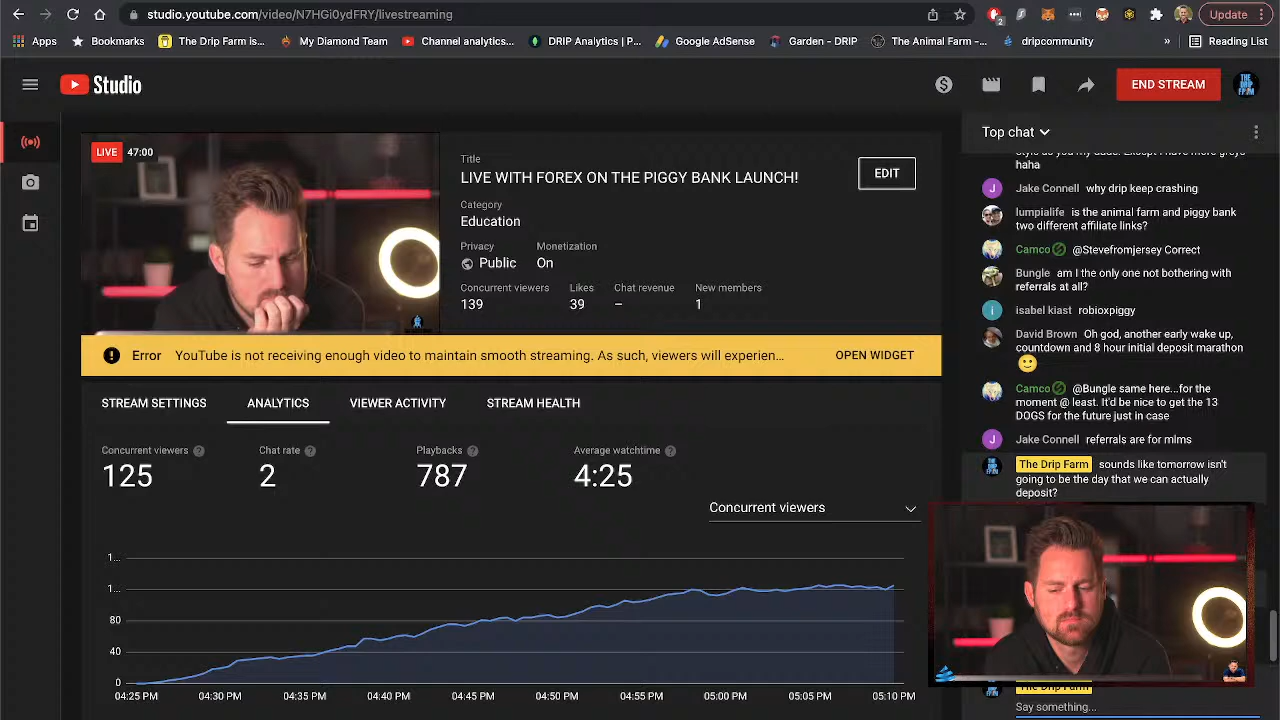 studio.youtube.com/video/N7HGi0ydFRY/livestreaming
2
Update
Apps
Bookmarks
The Drip Farm is...
My Diamond Team
Channel analytics...
DRIP Analytics | P...
Google AdSense
Garden - DRIP
The Animal Farm –...
dripcommunity
»
Reading List
Studio
END STREAM
LIVE 47:00
Title
LIVE WITH FOREX ON THE PIGGY BANK LAUNCH!
EDIT
Category
Education
Privacy
Public
Monetization
On
Concurrent viewers
139
Likes
39
Chat revenue
–
New members
1
Error YouTube is not receiving enough video to maintain smooth streaming. As such, viewers will experien...
OPEN WIDGET
STREAM SETTINGS
ANALYTICS
VIEWER ACTIVITY
STREAM HEALTH
Concurrent viewers
125
Chat rate
2
Playbacks
787
Average watchtime
4:25
Concurrent viewers
1...
1...
80
40
0
04:25 PM 04:30 PM 04:35 PM 04:40 PM 04:45 PM 04:50 PM 04:55 PM 05:00 PM 05:05 PM 05:10 PM
Top chat
haha
Jake Connell why drip keep crashing
lumpialife is the animal farm and piggy bank
two different affiliate links?
Camco @Stevefromjersey Correct
Bungle am I the only one not bothering with
referrals at all?
isabel kiast robioxpiggy
David Brown Oh god, another early wake up,
countdown and 8 hour initial deposit marathon
Camco @Bungle same here...for the
moment @ least. It'd be nice to get the 13
DOGS for the future just in case
Jake Connell referrals are for mlms
The Drip Farm sounds like tomorrow isn't
going to be the day that we can actually
deposit?
The Drip Farm
Say something...